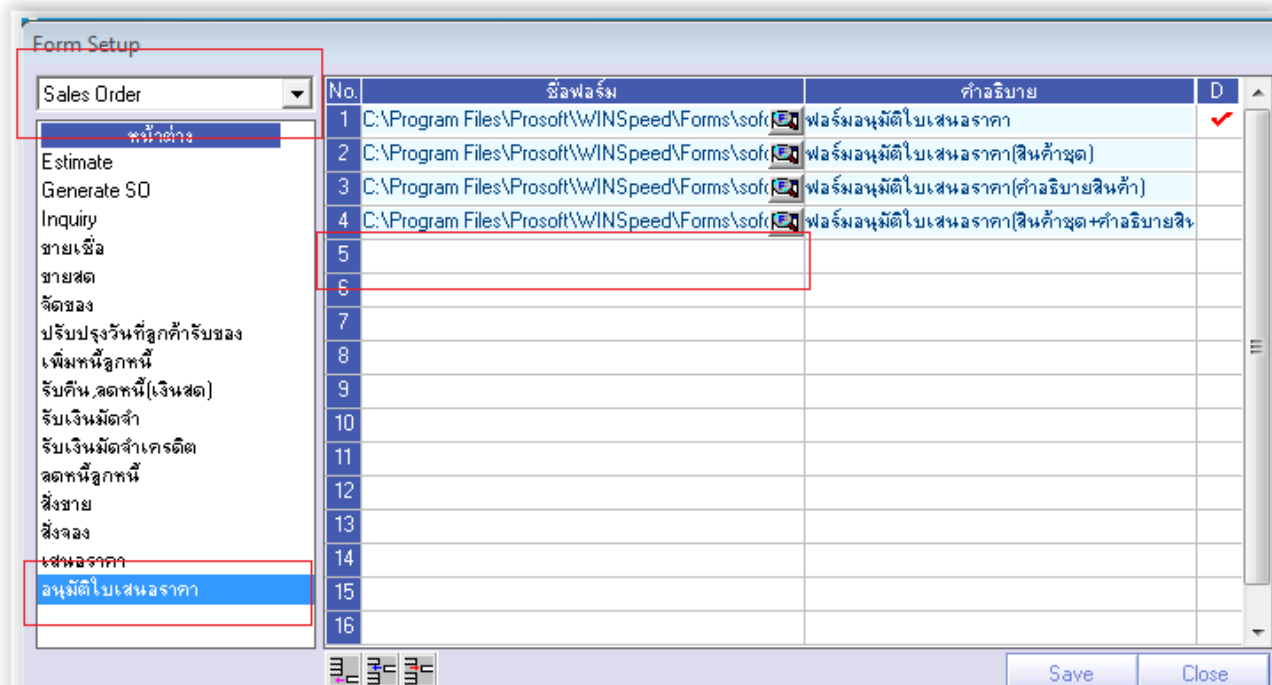 Form Setup
Sales Order
หน้าต่าง
Estimate
Generate SO
Inquiry
ขายเชื่อ
ขายสด
จัดของ
ปรับปรุงวันที่ลูกค้ารับของ
เพิ่มหนี้ลูกหนี้
รับคืน,ลดหนี้(เงินสด)
รับเงินมัดจำ
รับเงินมัดจำเครดิต
ลดหนี้ลูกหนี้
สั่งขาย
สั่งจอง
เสนอราคา
อนุมัติใบเสนอราคา
No. ชื่อฟอร์ม คำอธิบาย D
1 C:\Program Files\Prosoft\WINSpeed\Forms\sofo ฟอร์มอนุมัติใบเสนอราคา
2 C:\Program Files\Prosoft\WINSpeed\Forms\sofo ฟอร์มอนุมัติใบเสนอราคา(สินค้าชุด)
3 C:\Program Files\Prosoft\WINSpeed\Forms\sofo ฟอร์มอนุมัติใบเสนอราคา(คำอธิบายสินค้า)
4 C:\Program Files\Prosoft\WINSpeed\Forms\sofo ฟอร์มอนุมัติใบเสนอราคา(สินค้าชุด+คำอธิบายสิน
5
6
7
8
9
10
11
12
13
14
15
16
Save Close